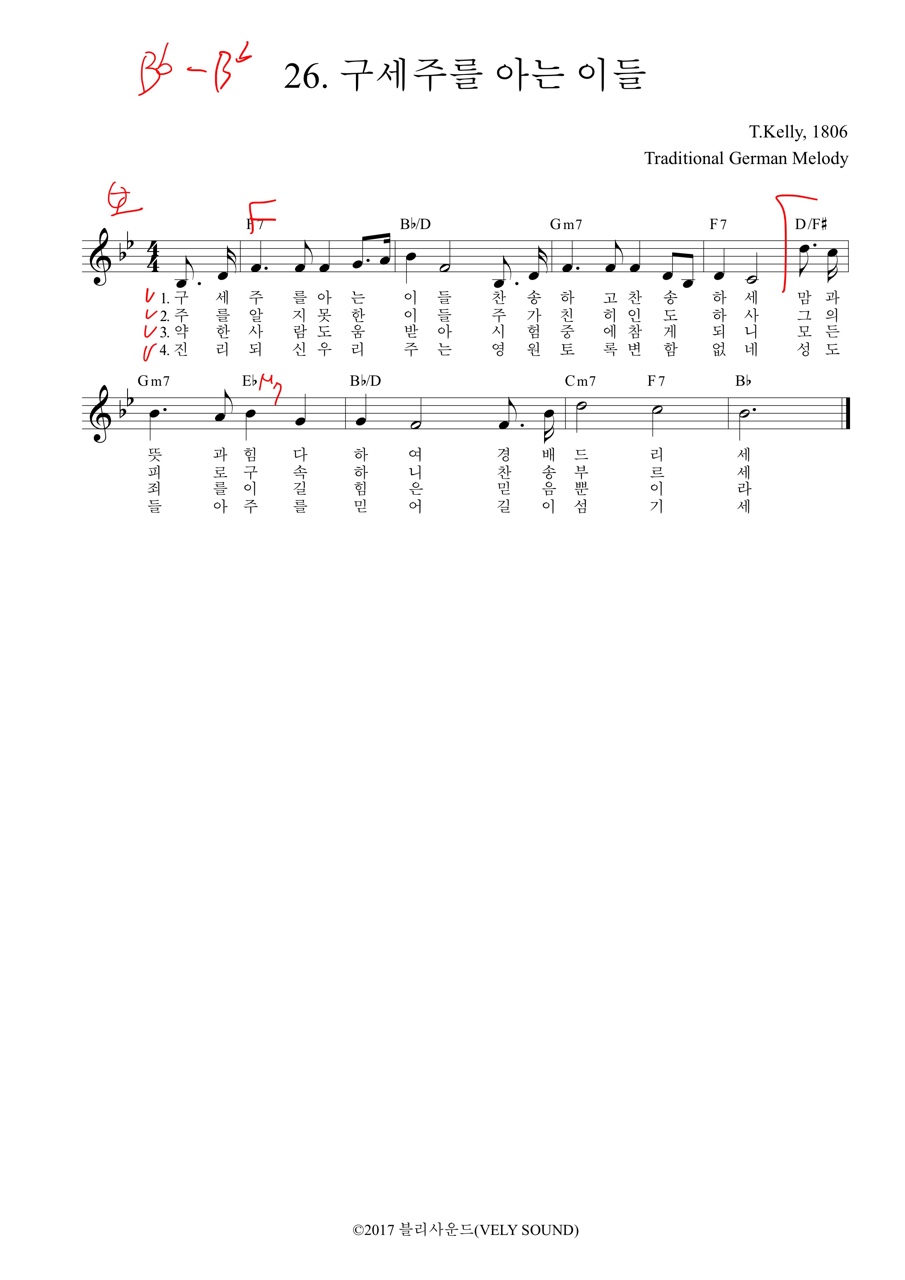 B♭ - B♭
26. 구세주를 아는 이들
T.Kelly, 1806
Traditional German Melody
F7 B♭/D Gm7 F7 D/F♯
1. 구 세 주 를 아 는 이 들 찬 송 하 고 찬 송 하 세 맘 과
2. 주 를 알 지 못 한 이 들 주 가 친 히 인 도 하 사 그 의
3. 약 한 사 람 도 움 받 아 시 험 중 에 참 게 되 니 모 든
4. 진 리 되 신 우 리 주 는 영 원 토 록 변 함 없 네 성 도
Gm7 E♭M7 B♭/D Cm7 F7 B♭
뜻 과 힘 다 하 여 경 배 드 리 세
피 로 구 속 하 니 찬 송 부 르 세
죄 를 이 길 힘 은 믿 음 뿐 이 라
들 아 주 를 믿 어 길 이 섬 기 세
©2017 블리사운드(VELY SOUND)